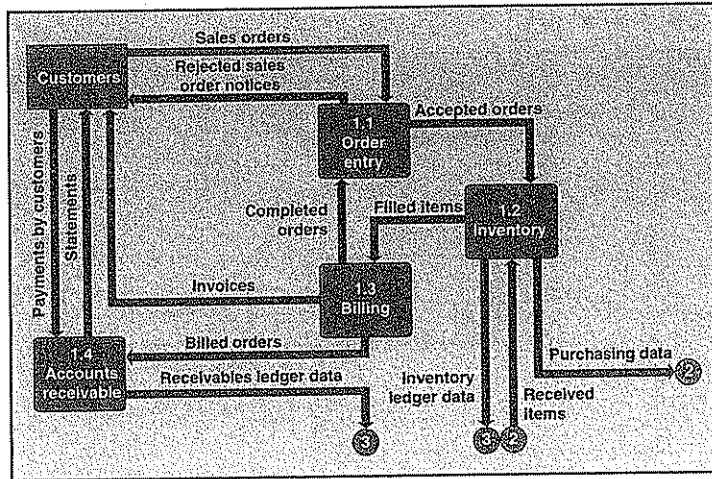 Sales orders
Customers
Rejected sales
order notices
1.1
Order
entry
Accepted orders
Payments by customers
Statements
Completed
orders
Filled items
1.2
Inventory
Invoices
1.3
Billing
1.4
Accounts
receivable
Billed orders
Receivables ledger data
Inventory
ledger data
Received
items
Purchasing data
2
3
3
2